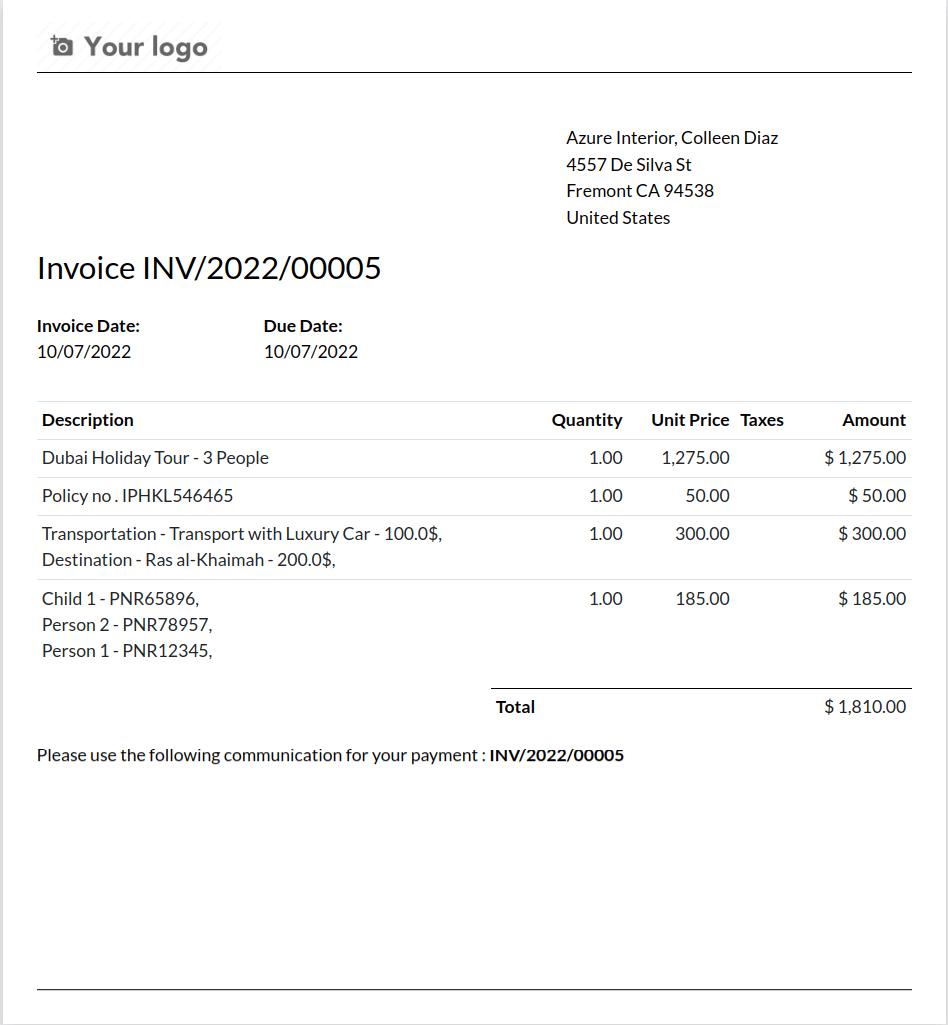 Your logo
Azure Interior, Colleen Diaz
4557 De Silva St
Fremont CA 94538
United States
Invoice INV/2022/00005
Invoice Date: Due Date:
10/07/2022 10/07/2022
Description Quantity Unit Price Taxes Amount
Dubai Holiday Tour - 3 People 1.00 1,275.00 $ 1,275.00
Policy no . IPHKL546465 1.00 50.00 $ 50.00
Transportation - Transport with Luxury Car - 100.0$, 1.00 300.00 $ 300.00
Destination - Ras al-Khaimah - 200.0$,
Child 1 - PNR65896, 1.00 185.00 $ 185.00
Person 2 - PNR78957,
Person 1 - PNR12345,
Total $ 1,810.00
Please use the following communication for your payment : INV/2022/00005